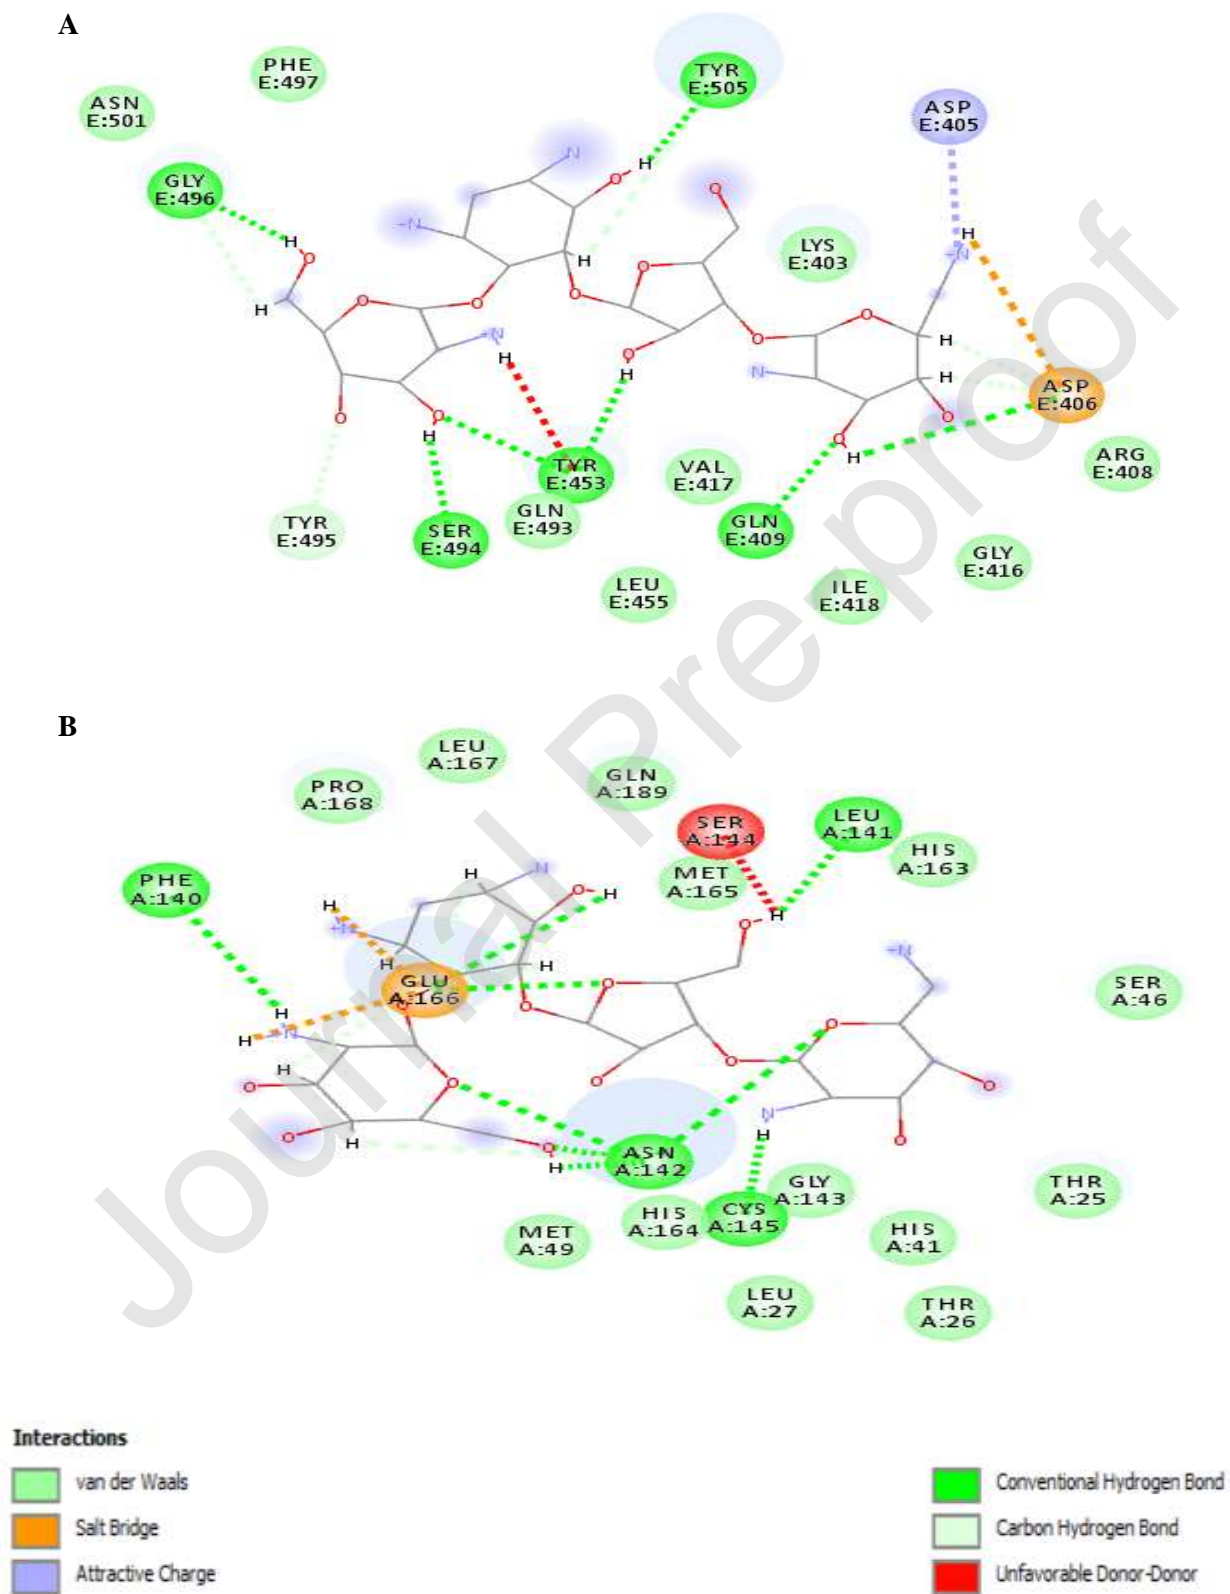 A
PHE
E:497
TYR
E:505
ASN
E:501
ASP
E:405
GLY
E:496
LYS
E:403
ASP
E:406
ARG
E:408
TYR
E:453
VAL
E:417
GLN
E:493
GLN
E:409
TYR
E:495
SER
E:494
GLY
E:416
LEU
E:455
ILE
E:418
B
LEU
A:167
PRO
A:168
GLN
A:189
SER
A:144
LEU
A:141
HIS
A:163
MET
A:165
PHE
A:140
GLU
A:166
SER
A:46
ASN
A:142
GLY
A:143
THR
A:25
HIS
A:164
CYS
A:145
MET
A:49
HIS
A:41
LEU
A:27
THR
A:26
Journal Preproof
Interactions
van der Waals
Salt Bridge
Attractive Charge
Conventional Hydrogen Bond
Carbon Hydrogen Bond
Unfavorable Donor-Donor